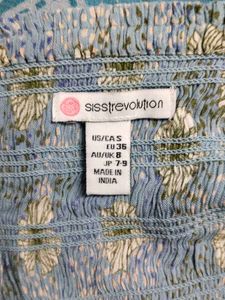 sisstrevolution
US/CA S
EU 36
AU/UK 8
JP 7-9
MADE IN
INDIA